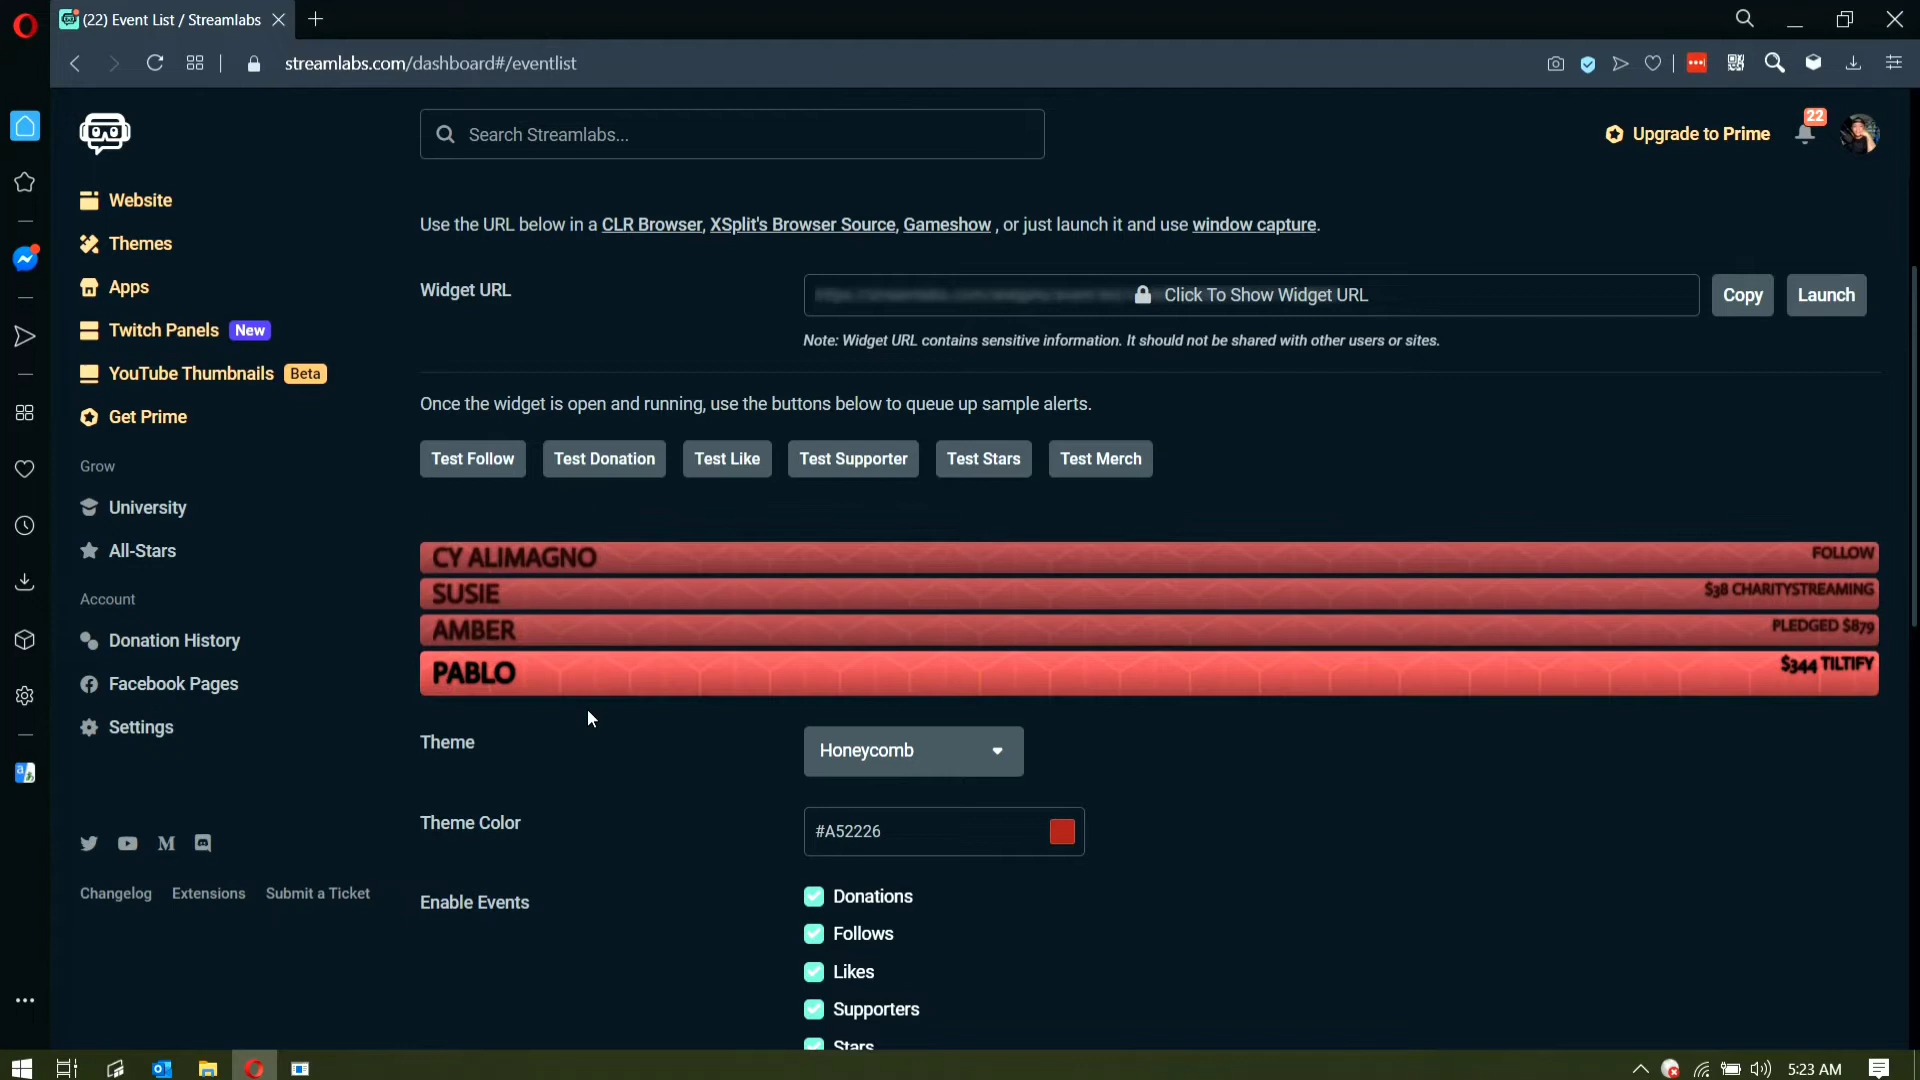 (22) Event List / Streamlabs
streamlabs.com/dashboard#/eventlist
Search Streamlabs...
Upgrade to Prime
22
Website
Themes
Apps
Twitch Panels New
YouTube Thumbnails Beta
Get Prime
Grow
University
All-Stars
Account
Donation History
Facebook Pages
Settings
Changelog Extensions Submit a Ticket
Use the URL below in a CLR Browser, XSplit's Browser Source, Gameshow , or just launch it and use window capture.
Widget URL
Click To Show Widget URL
Copy
Launch
Note: Widget URL contains sensitive information. It should not be shared with other users or sites.
Once the widget is open and running, use the buttons below to queue up sample alerts.
Test Follow Test Donation Test Like Test Supporter Test Stars Test Merch
CY ALIMAGNO FOLLOW
SUSIE $38 CHARITYSTREAMING
AMBER PLEDGED $879
PABLO $344 TILTIFY
Theme Honeycomb
Theme Color #A52226
Enable Events Donations
Follows
Likes
Supporters
Stars
5:23 AM